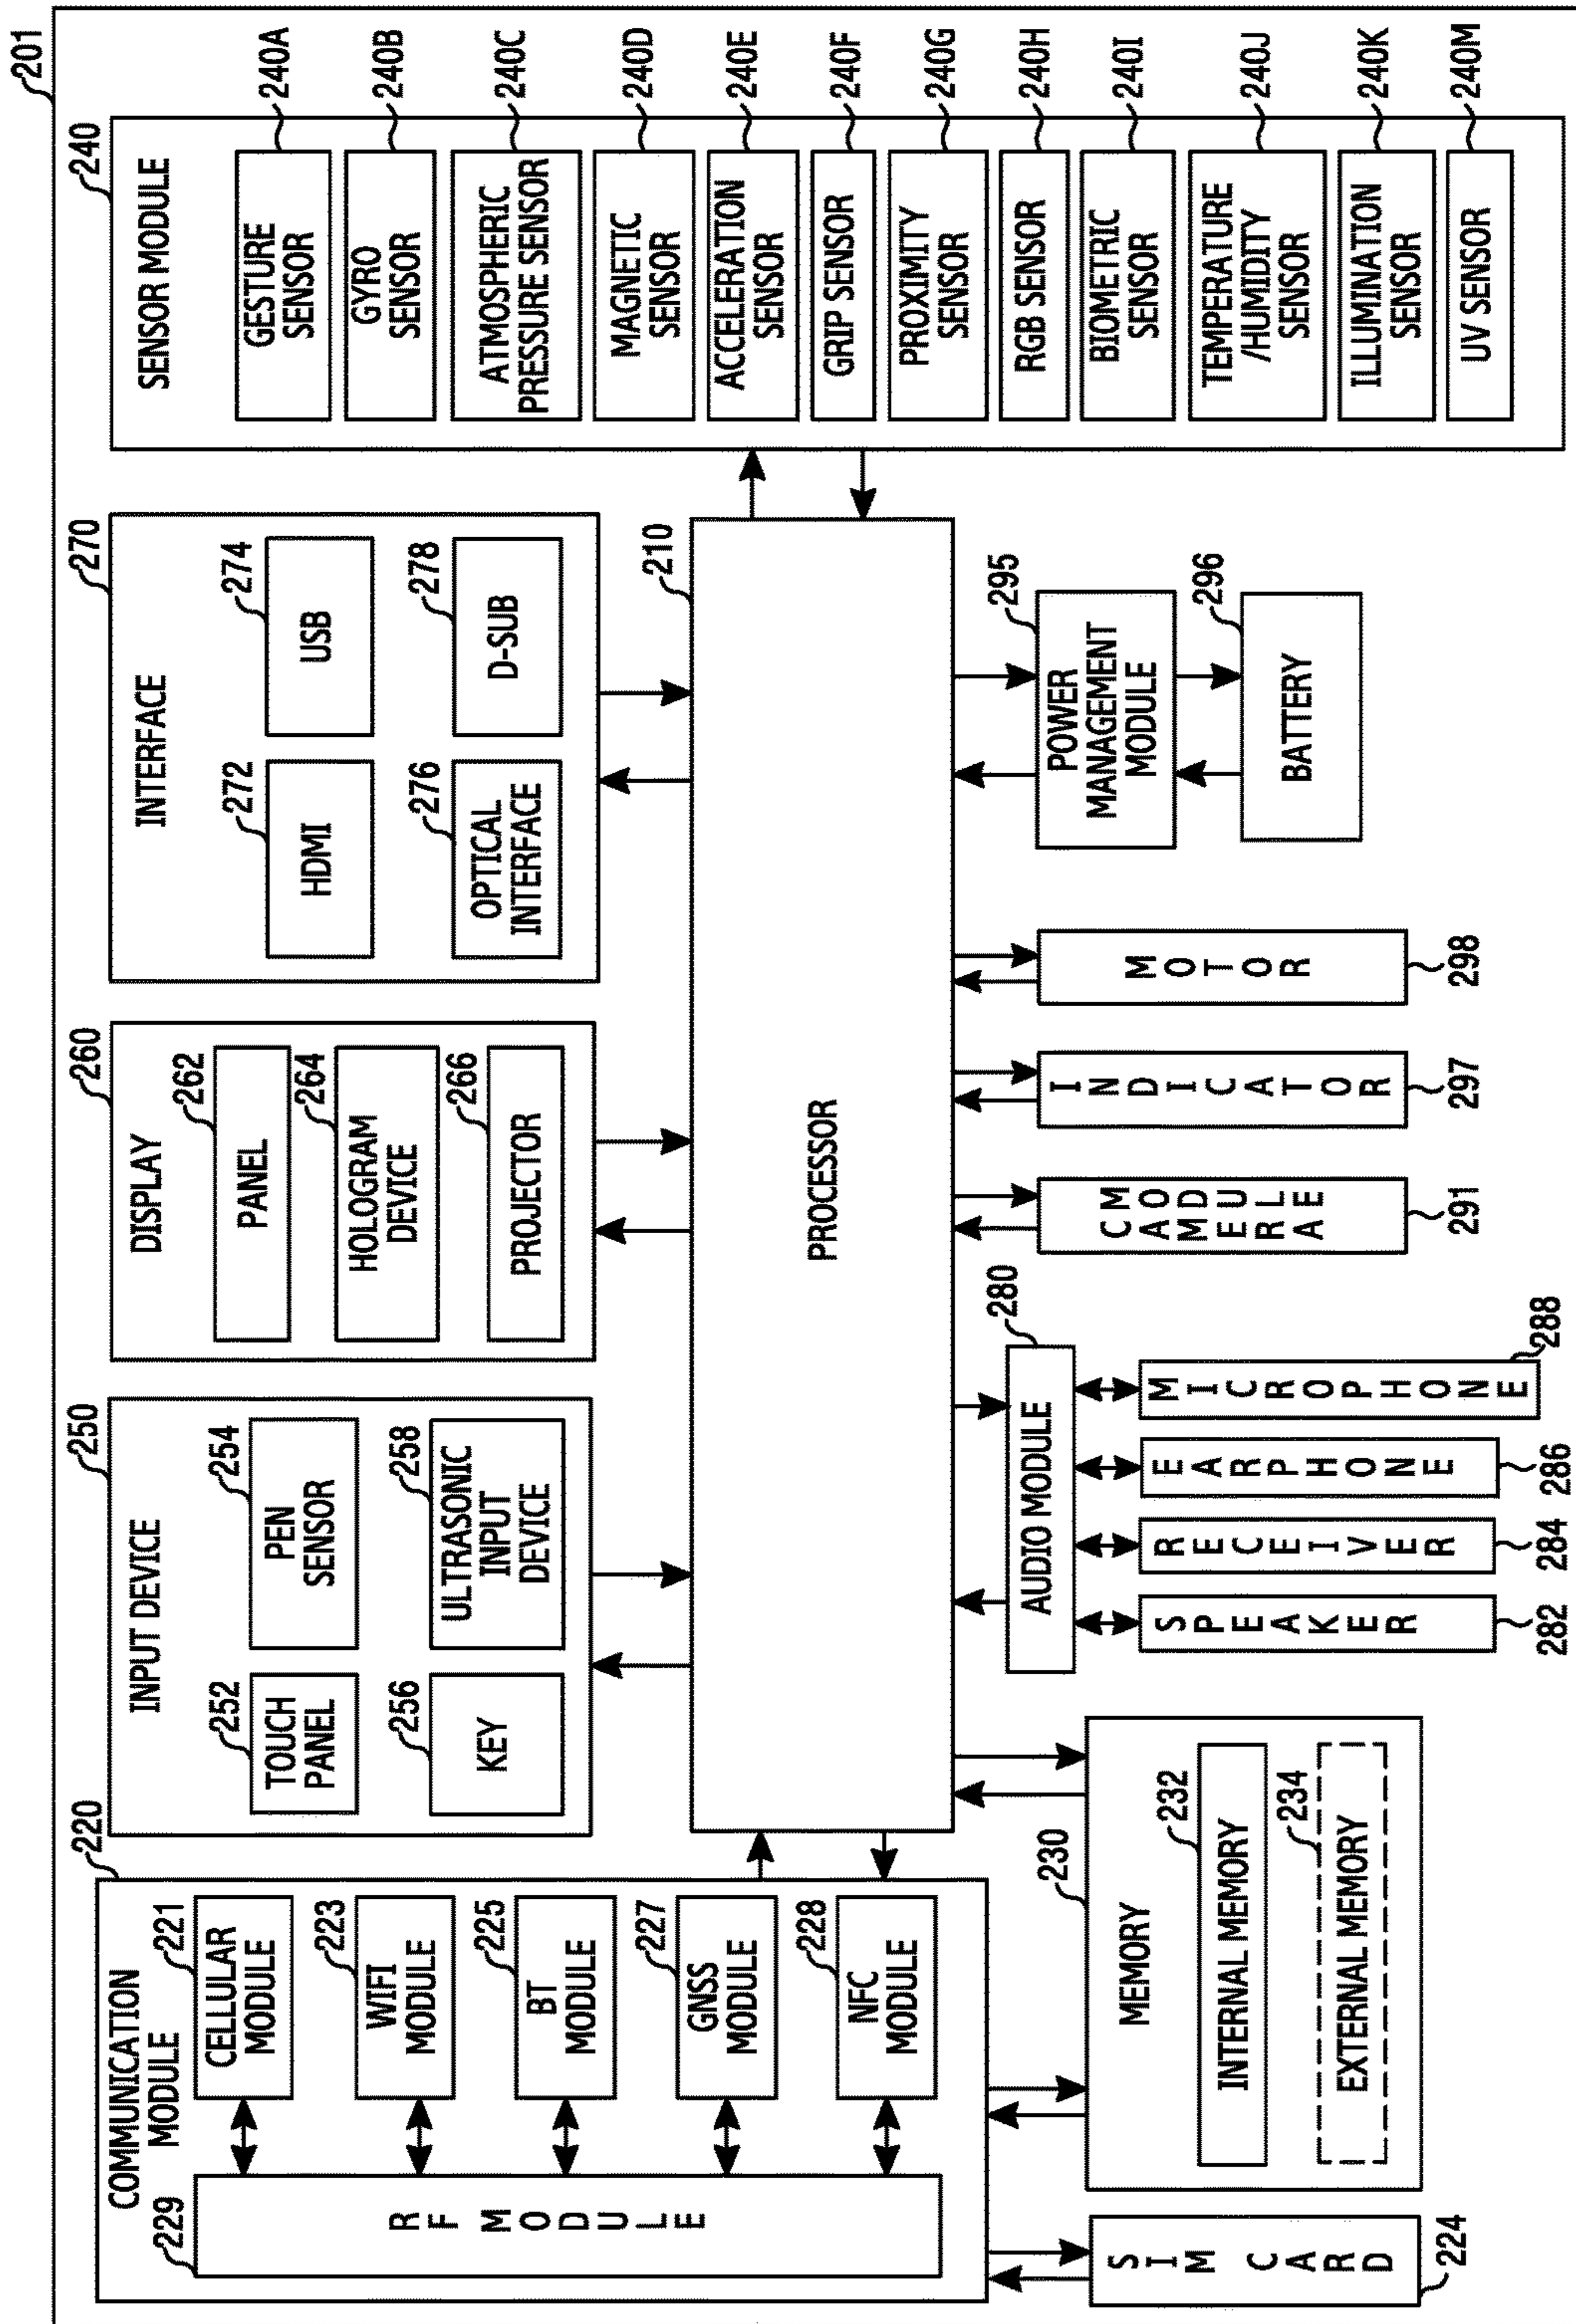 201
220
COMMUNICATION
MODULE
229
RF MODULE
221
CELLULAR
MODULE
223
WIFI
MODULE
225
BT
MODULE
227
GNSS
MODULE
228
NFC
MODULE
250
INPUT DEVICE
252
TOUCH
PANEL
254
PEN
SENSOR
256
KEY
258
ULTRASONIC
INPUT
DEVICE
260
DISPLAY
262
PANEL
264
HOLOGRAM
DEVICE
266
PROJECTOR
270
INTERFACE
272
HDMI
274
USB
276
OPTICAL
INTERFACE
278
D-SUB
240
SENSOR MODULE
GESTURE
SENSOR
240A
GYRO
SENSOR
240B
ATMOSPHERIC
PRESSURE SENSOR
240C
MAGNETIC
SENSOR
240D
ACCELERATION
SENSOR
240E
GRIP SENSOR
240F
PROXIMITY
SENSOR
240G
RGB SENSOR
240H
BIOMETRIC
SENSOR
240I
TEMPERATURE
/HUMIDITY
SENSOR
240J
ILLUMINATION
SENSOR
240K
UV SENSOR
240M
210
PROCESSOR
SIM CARD
224
230
MEMORY
232
INTERNAL MEMORY
234
EXTERNAL MEMORY
280
AUDIO MODULE
SPEAKER
282
RECEIVER
284
EARPHONE
286
MICROPHONE
288
CAMERA
MODULE
291
INDICATOR
297
MOTOR
298
295
POWER
MANAGEMENT
MODULE
296
BATTERY